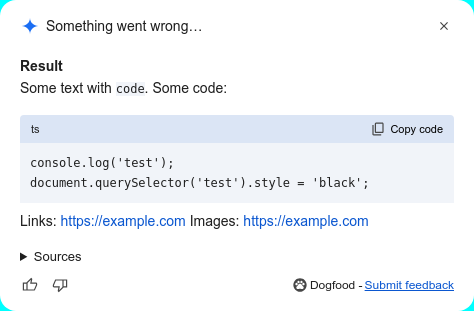 Something went wrong…
Result
Some text with code. Some code:
ts Copy code
console.log('test');
document.querySelector('test').style = 'black';
Links: https://example.com Images: https://example.com
Sources
Dogfood - Submit feedback